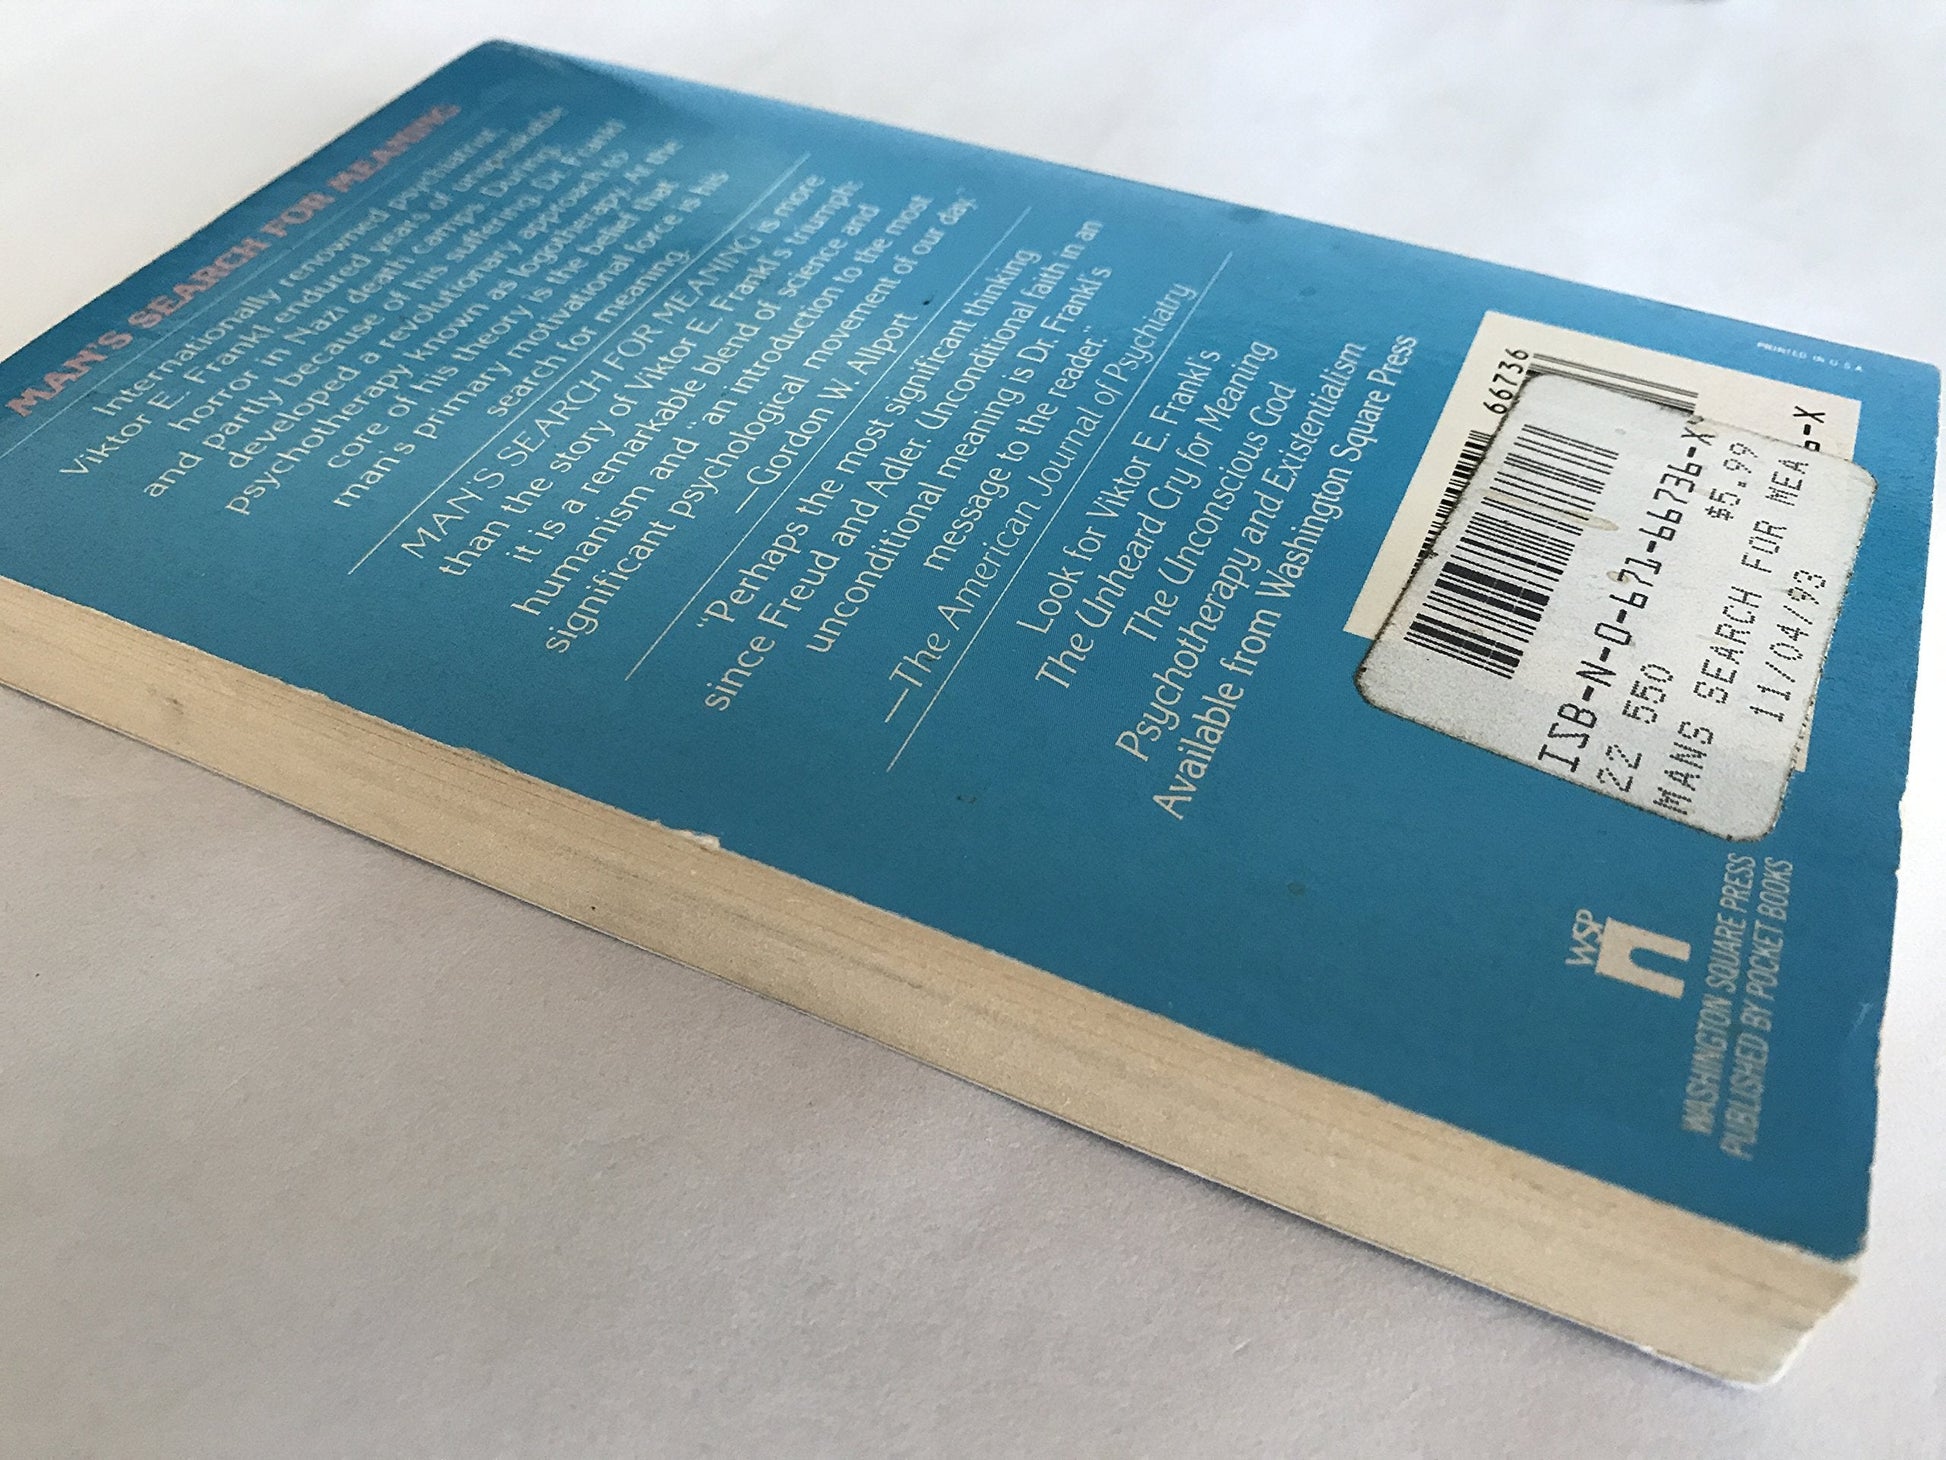 MAN'S SEARCH FOR MEANING
Internationally renowned psychiatrist
Viktor E. Frankl endured years of unspeakable
horror in Nazi death camps. During,
and partly because of his suffering, Dr. Frankl
developed a revolutionary approach to
psychotherapy known as logotherapy. At the
core of his theory is the belief that
man's primary motivational force is his
search for meaning.
MAN'S SEARCH FOR MEANING is more
than the story of Viktor E. Frankl's triumph:
it is a remarkable blend of science and
humanism and "an introduction to the most
significant psychological movement of our day."
—Gordon W. Allport
"Perhaps the most significant thinking
since Freud and Adler. Unconditional faith in an
unconditional meaning is Dr. Frankl's
message to the reader."
—The American Journal of Psychiatry
Look for Viktor E. Frankl's
The Unheard Cry for Meaning
The Unconscious God
Psychotherapy and Existentialism
Available from Washington Square Press
PRINTED IN U.S.A.
66736
6-X
ISB-N-0-671-66736-X
22 550 $5.99
MANS SEARCH FOR MEA
11/04/93
WSP
WASHINGTON SQUARE PRESS
PUBLISHED BY POCKET BOOKS